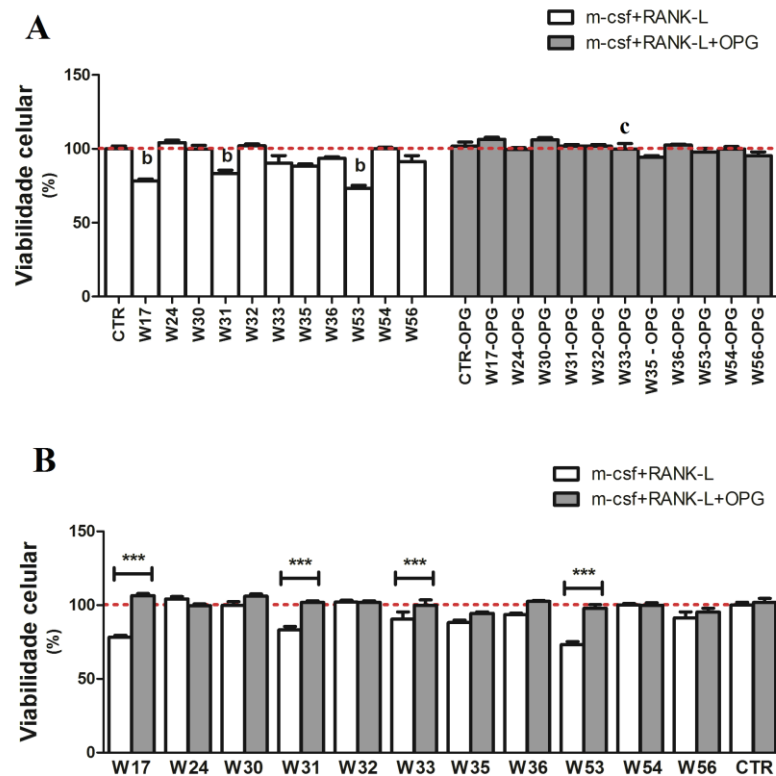 A
m-csf+RANK-L
m-csf+RANK-L+OPG
Viabilidade celular
(%)
150
100
50
0
b
b
b
c
CTR
W17
W24
W30
W31
W32
W33
W35
W36
W53
W54
W56
CTR-OPG
W17-OPG
W24-OPG
W30-OPG
W31-OPG
W32-OPG
W33-OPG
W35 - OPG
W36-OPG
W53-OPG
W54-OPG
W56-OPG
B
m-csf+RANK-L
m-csf+RANK-L+OPG
Viabilidade celular
(%)
150
100
50
0
***
***
***
***
W17 W24 W30 W31 W32 W33 W35 W36 W53 W54 W56 CTR